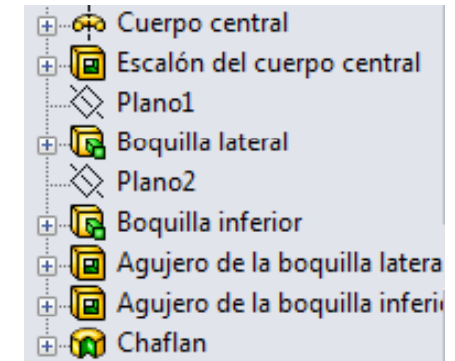 Cuerpo central
Escalón del cuerpo central
Plano1
Boquilla lateral
Plano2
Boquilla inferior
Agujero de la boquilla latera
Agujero de la boquilla inferi
Chaflan